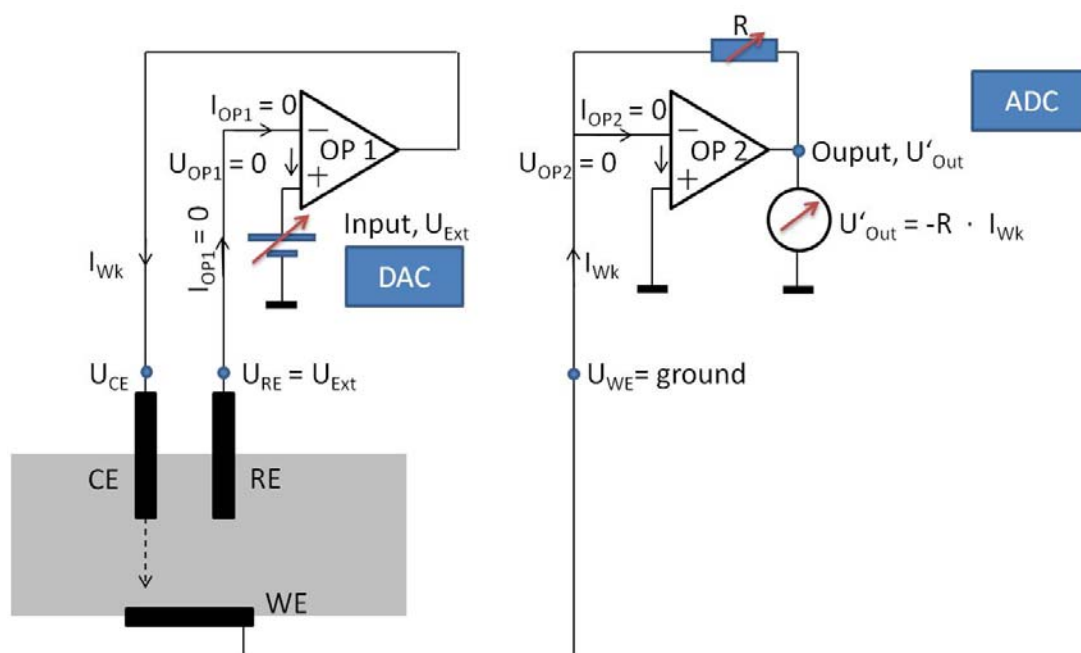 R
I_OP1 = 0
U_OP1 = 0
− OP 1
+
I_OP1 = 0
Input, U_Ext
DAC
I_Wk
U_CE
U_RE = U_Ext
CE
RE
WE
I_OP2 = 0
U_OP2 = 0
− OP 2
+
ADC
Ouput, U'_Out
U'_Out = -R · I_Wk
I_Wk
U_WE = ground